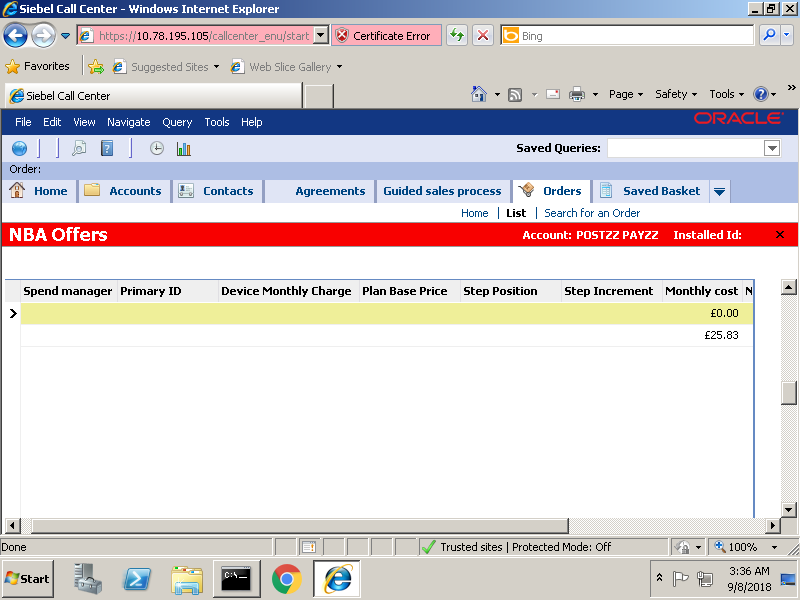 Siebel Call Center - Windows Internet Explorer
https://10.78.195.105/callcenter_enu/start
Certificate Error
Bing
Favorites
Suggested Sites
Web Slice Gallery
Siebel Call Center
Page
Safety
Tools
»
File Edit View Navigate Query Tools Help
ORACLE
Saved Queries:
Order:
Home Accounts Contacts Agreements Guided sales process Orders Saved Basket
Home | List | Search for an Order
NBA Offers
Account: POSTZZ PAYZZ Installed Id:
Spend manager Primary ID Device Monthly Charge Plan Base Price Step Position Step Increment Monthly cost N
£0.00
£25.83
Done
Trusted sites | Protected Mode: Off
100%
Start
C:\_
3:36 AM
9/8/2018